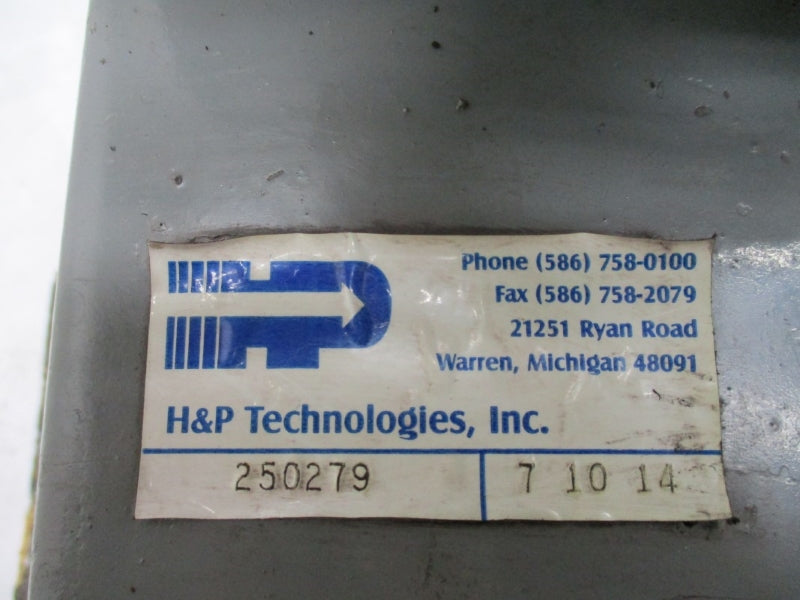 Phone (586) 758-0100
Fax (586) 758-2079
21251 Ryan Road
Warren, Michigan 48091
HP
H&P Technologies, Inc.
250279
7 10 14